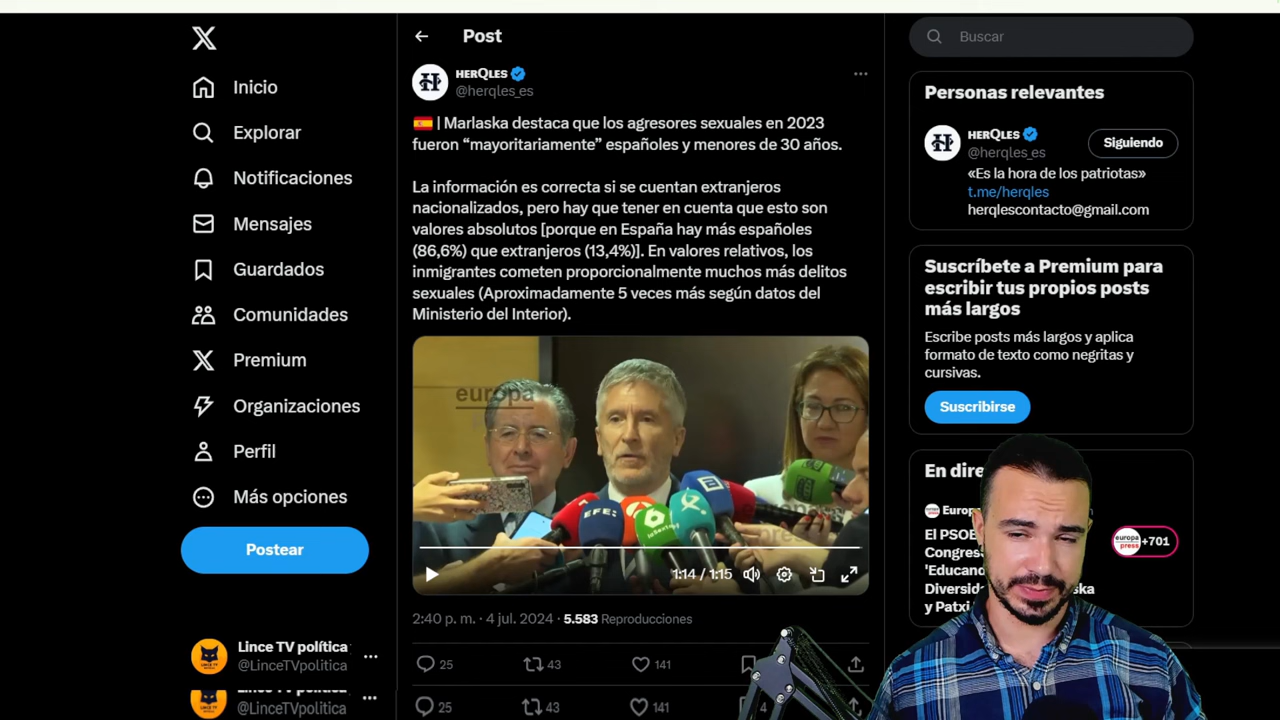 Post
Buscar
Inicio
Explorar
Notificaciones
Mensajes
Guardados
Comunidades
Premium
Organizaciones
Perfil
Más opciones
Postear
Lince TV política
@LinceTVpolitica
Lince TV política
@LinceTVpolitica
HERQLES
@herqles_es
🇪🇸 | Marlaska destaca que los agresores sexuales en 2023
fueron “mayoritariamente” españoles y menores de 30 años.
La información es correcta si se cuentan extranjeros
nacionalizados, pero hay que tener en cuenta que esto son
valores absolutos [porque en España hay más españoles
(86,6%) que extranjeros (13,4%)]. En valores relativos, los
inmigrantes cometen proporcionalmente muchos más delitos
sexuales (Aproximadamente 5 veces más según datos del
Ministerio del Interior).
europa
EFE:
6
laSexta
1:14 / 1:15
2:40 p. m. · 4 jul. 2024 · 5.583 Reproducciones
25 43 141
25 43 141 4
Personas relevantes
HERQLES
@herqles_es
Siguiendo
«Es la hora de los patriotas»
t.me/herqles
herqlescontacto@gmail.com
Suscríbete a Premium para
escribir tus propios posts
más largos
Escribe posts más largos y aplica
formato de texto como negritas y
cursivas.
Suscribirse
En dire
Europ
El PSOE
Congres
'Educand
Diversid
y Patxi
ska
europa
press
+701